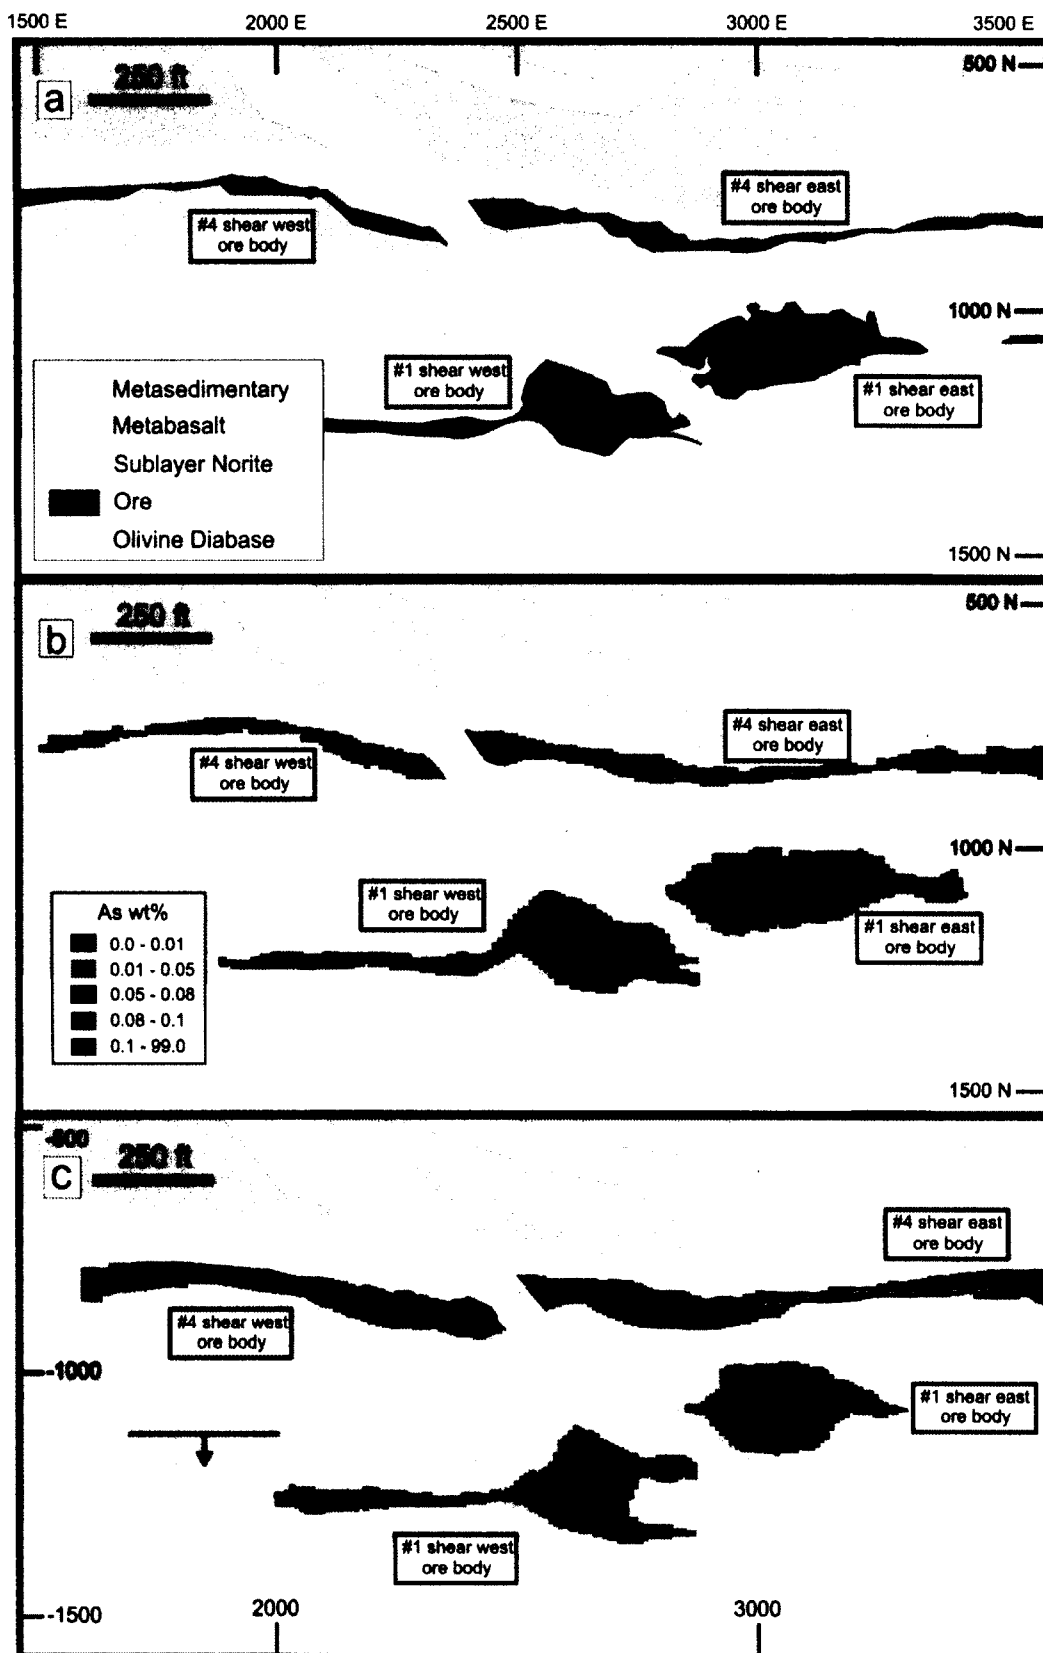 1500 E 2000 E 2500 E 3000 E 3500 E
a
250 ft
500 N
#4 shear west
ore body
#4 shear east
ore body
1000 N
#1 shear west
ore body
#1 shear east
ore body
Metasedimentary
Metabasalt
Sublayer Norite
Ore
Olivine Diabase
1500 N
b
250 ft
500 N
#4 shear west
ore body
#4 shear east
ore body
1000 N
#1 shear west
ore body
#1 shear east
ore body
As wt%
0.0 - 0.01
0.01 - 0.05
0.05 - 0.08
0.08 - 0.1
0.1 - 99.0
1500 N
c
250 ft
#4 shear east
ore body
#4 shear west
ore body
-1000
#1 shear east
ore body
#1 shear west
ore body
-1500
2000
3000